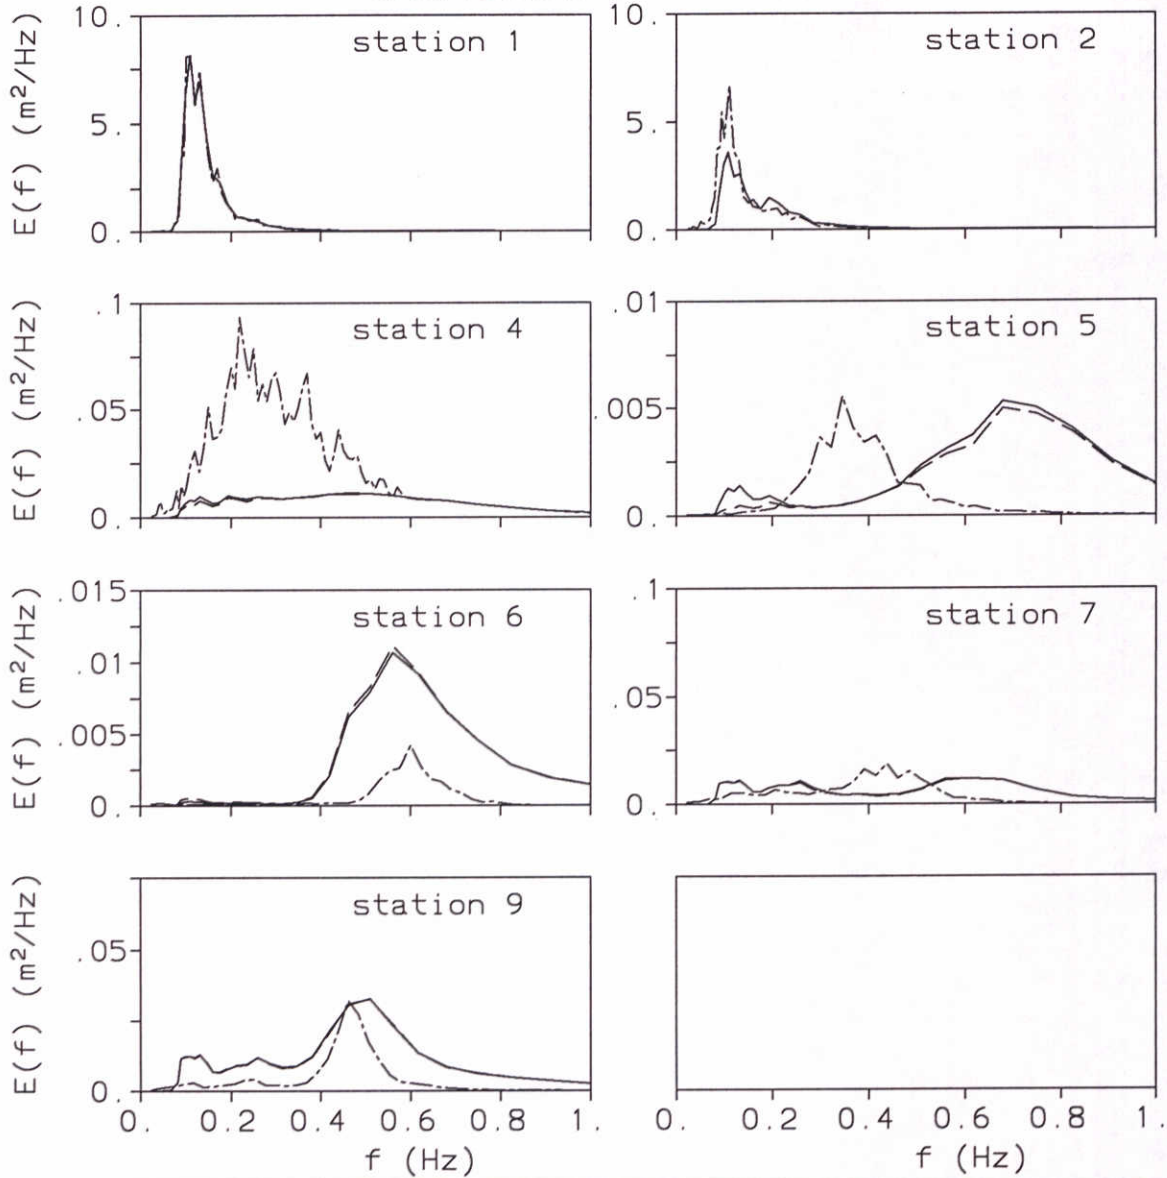 station 1
10.
5.
0.
E(f) (m²/Hz)
station 2
10.
5.
0.
station 4
.1
.05
0.
E(f) (m²/Hz)
station 5
.01
.005
0.
station 6
.015
.01
.005
0.
E(f) (m²/Hz)
station 7
.1
.05
0.
station 9
.05
0.
E(f) (m²/Hz)
0. 0.2 0.4 0.6 0.8 1.
f (Hz)
0. 0.2 0.4 0.6 0.8 1.
f (Hz)